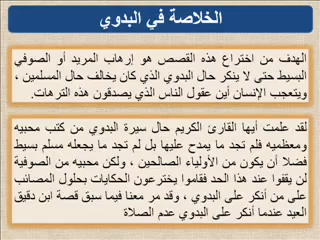 الخلاصة في البدوي
الهدف من اختراع هذه القصص هو إرهاب المريد أو الصوفي
البسيط حتى لا ينكر حال البدوي الذي كان يخالف حال المسلمين ،
ويتعجب الإنسان أين عقول الناس الذي يصدقون هذه الترهات.
لقد علمت أيها القارئ الكريم حال سيرة البدوي من كتب محبيه
ومعظميه فلم تجد ما يمدح عليها بل لم تجد ما يجعله مسلم بسيط
فضلا أن يكون من الأولياء الصالحين ، ولكن محبيه من الصوفية
لن يقفوا عند هذا الحد فقاموا يخترعون الحكايات بحلول المصائب
على من أنكر على البدوي ، وقد مر معنا فيما سبق قصة ابن دقيق
العيد عندما أنكر على البدوي عدم الصلاة